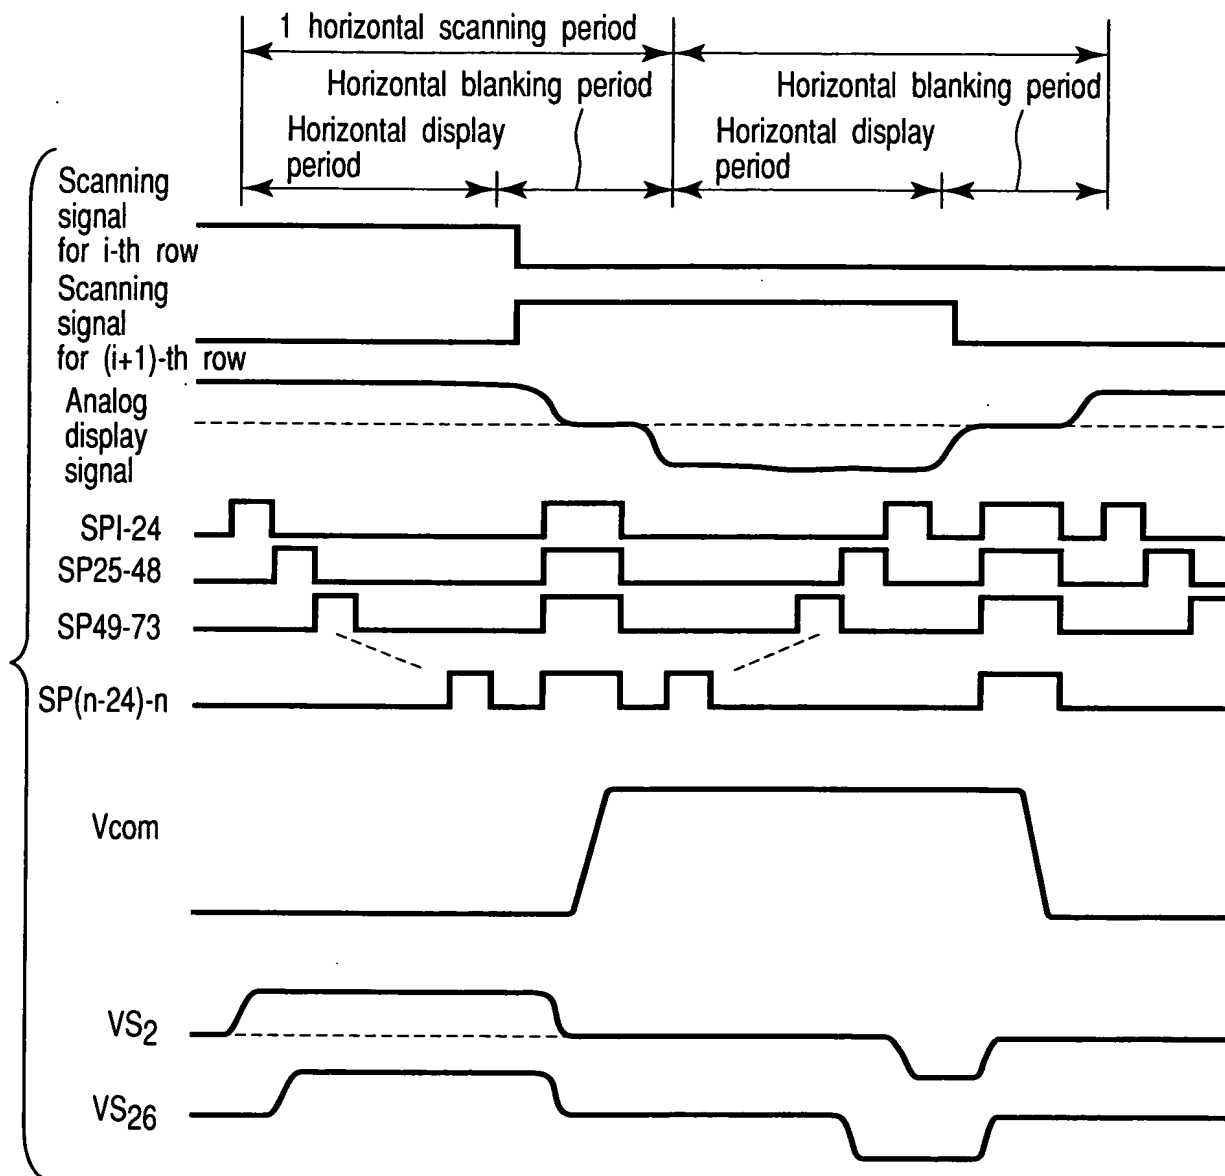 1 horizontal scanning period
Horizontal blanking period
Horizontal blanking period
Horizontal display
period
Horizontal display
period
Scanning
signal
for i-th row
Scanning
signal
for (i+1)-th row
Analog
display
signal
SPI-24
SP25-48
SP49-73
SP(n-24)-n
Vcom
VS2
VS26